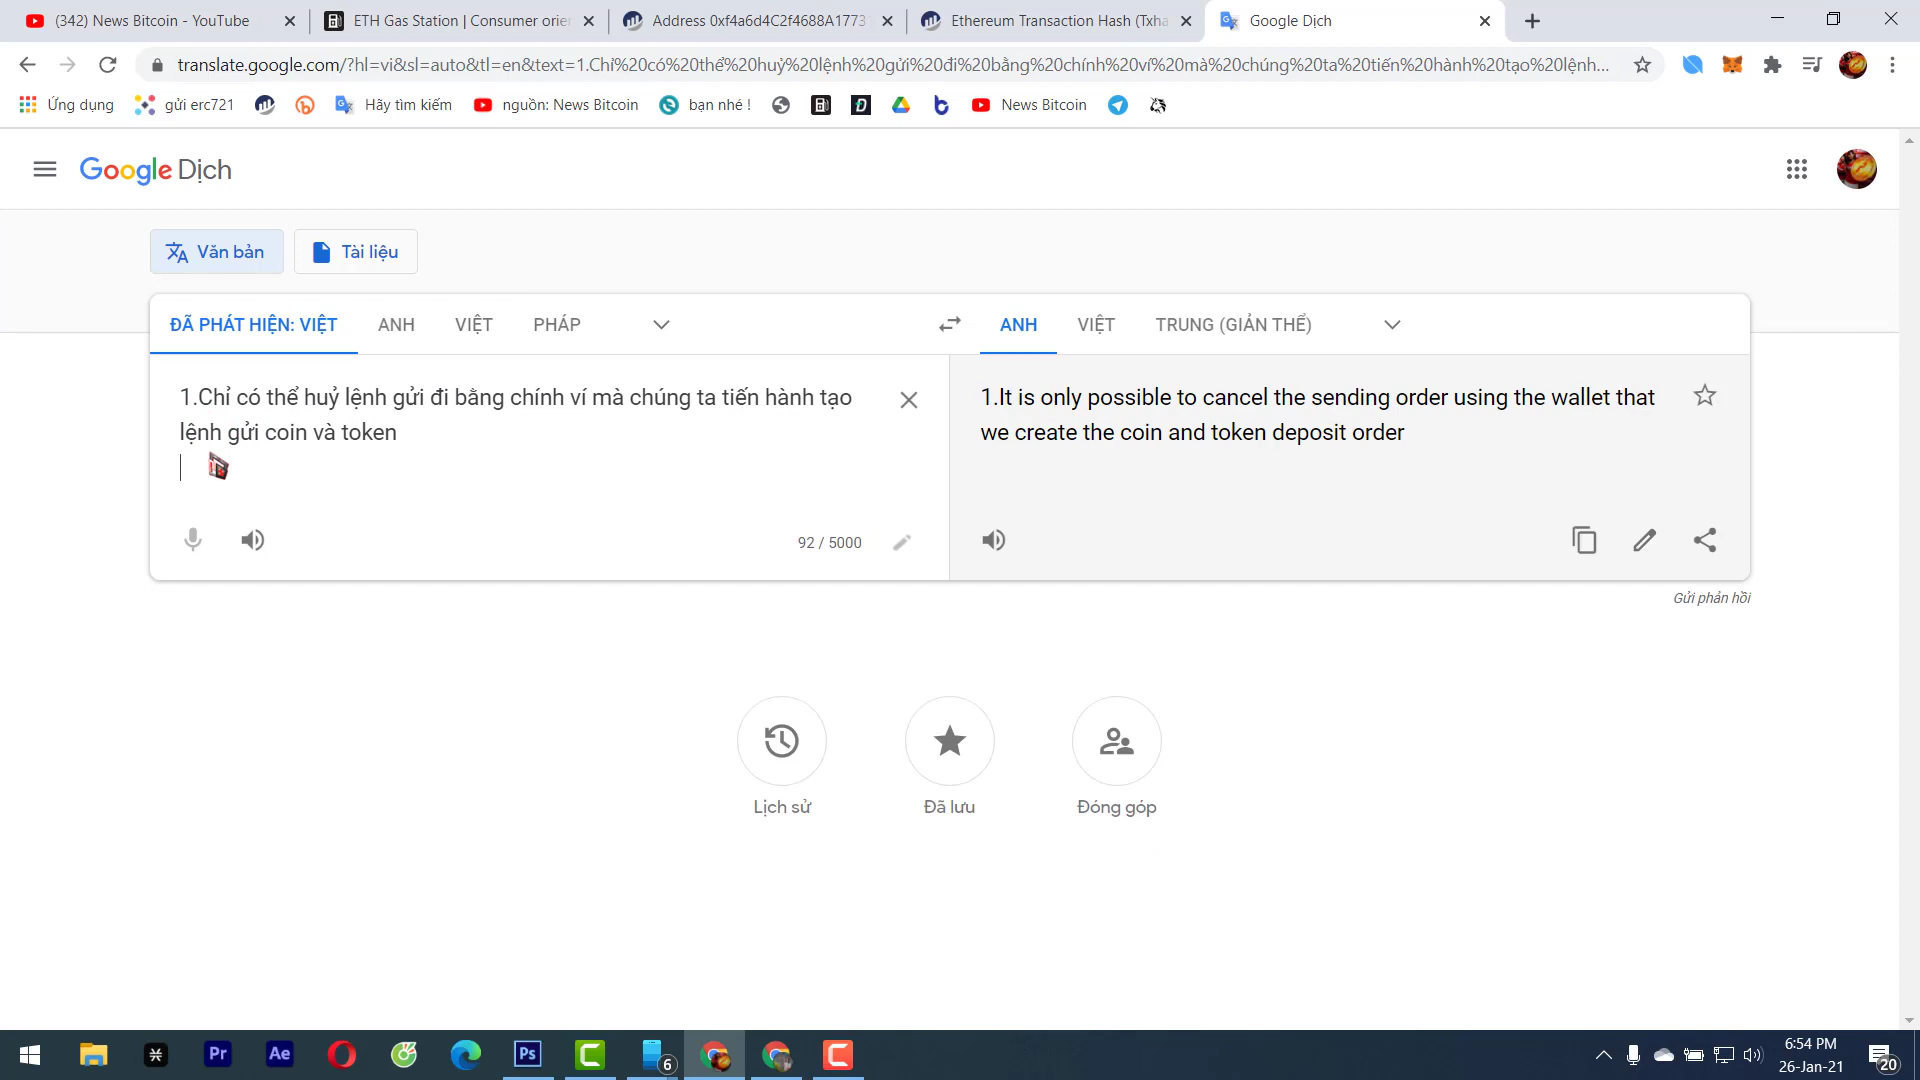 (342) News Bitcoin - YouTube
ETH Gas Station | Consumer orien
Address 0xf4a6d4C2f4688A1773
Ethereum Transaction Hash (Txha
Google Dịch
translate.google.com/?hl=vi&sl=auto&tl=en&text=1.Chỉ%20có%20thể%20huỷ%20lệnh%20gửi%20đi%20bằng%20chính%20ví%20mà%20chúng%20ta%20tiến%20hành%20tạo%20lệnh...
Ứng dụng
gửi erc721
Hãy tìm kiếm
nguồn: News Bitcoin
bạn nhé !
News Bitcoin
Google Dịch
Văn bản
Tài liệu
ĐÃ PHÁT HIỆN: VIỆT
ANH
VIỆT
PHÁP
ANH
VIỆT
TRUNG (GIẢN THỂ)
1.Chỉ có thể huỷ lệnh gửi đi bằng chính ví mà chúng ta tiến hành tạo
lệnh gửi coin và token
92 / 5000
1.It is only possible to cancel the sending order using the wallet that
we create the coin and token deposit order
Gửi phản hồi
Lịch sử
Đã lưu
Đóng góp
Pr
Ae
Ps
6
6:54 PM
26-Jan-21
20